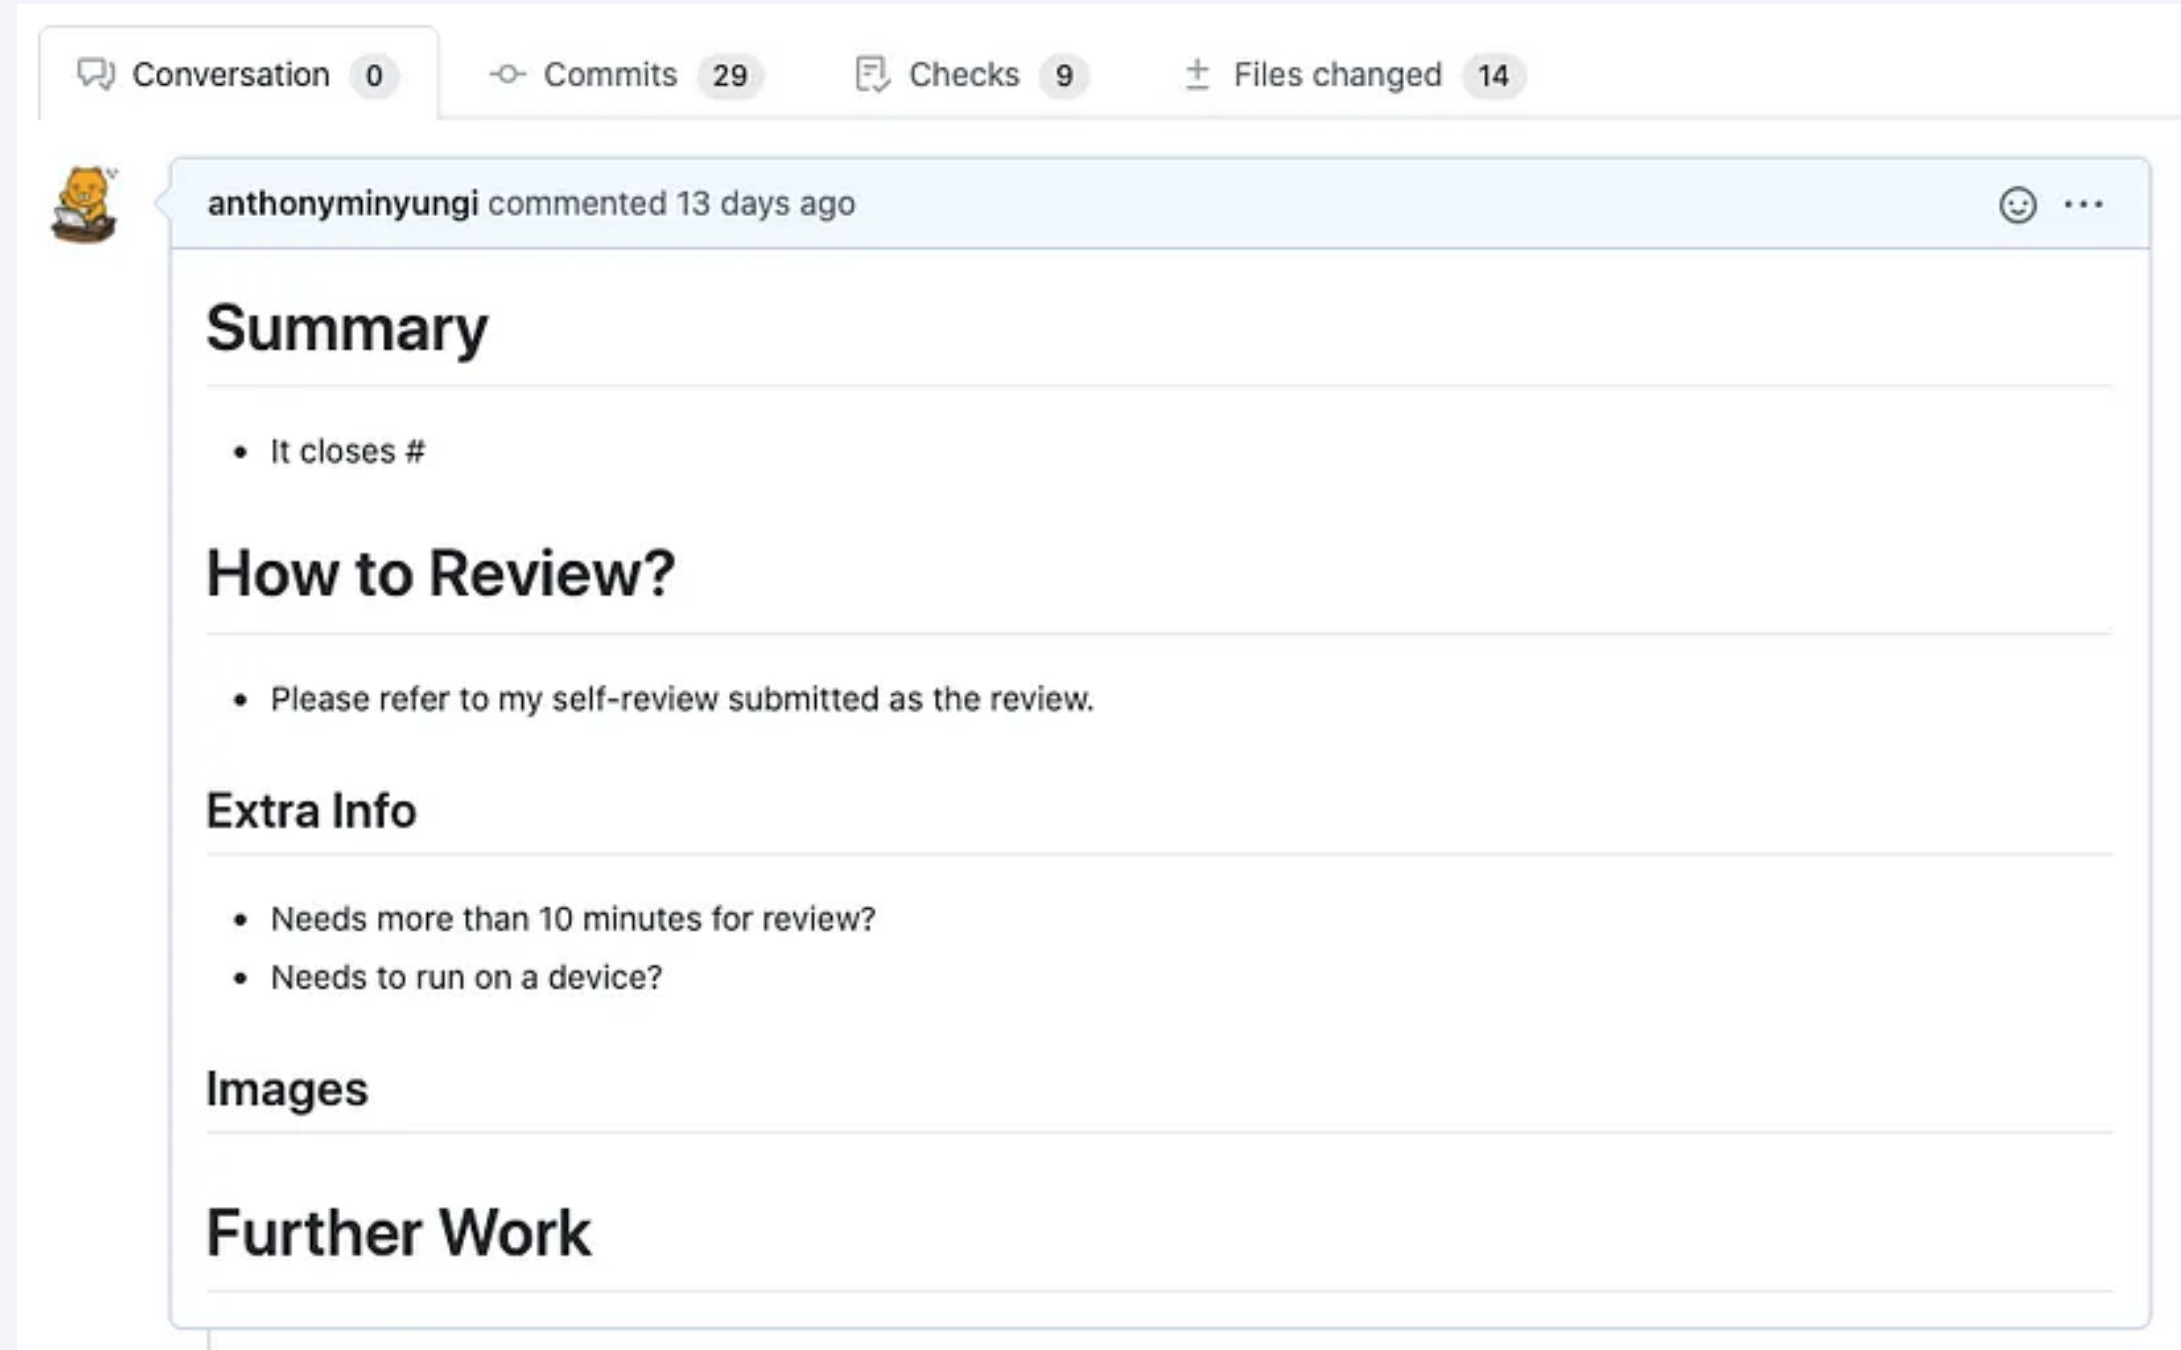 Conversation 0 Commits 29 Checks 9 Files changed 14
anthonyminyungi commented 13 days ago
Summary
• It closes #
How to Review?
• Please refer to my self-review submitted as the review.
Extra Info
• Needs more than 10 minutes for review?
• Needs to run on a device?
Images
Further Work